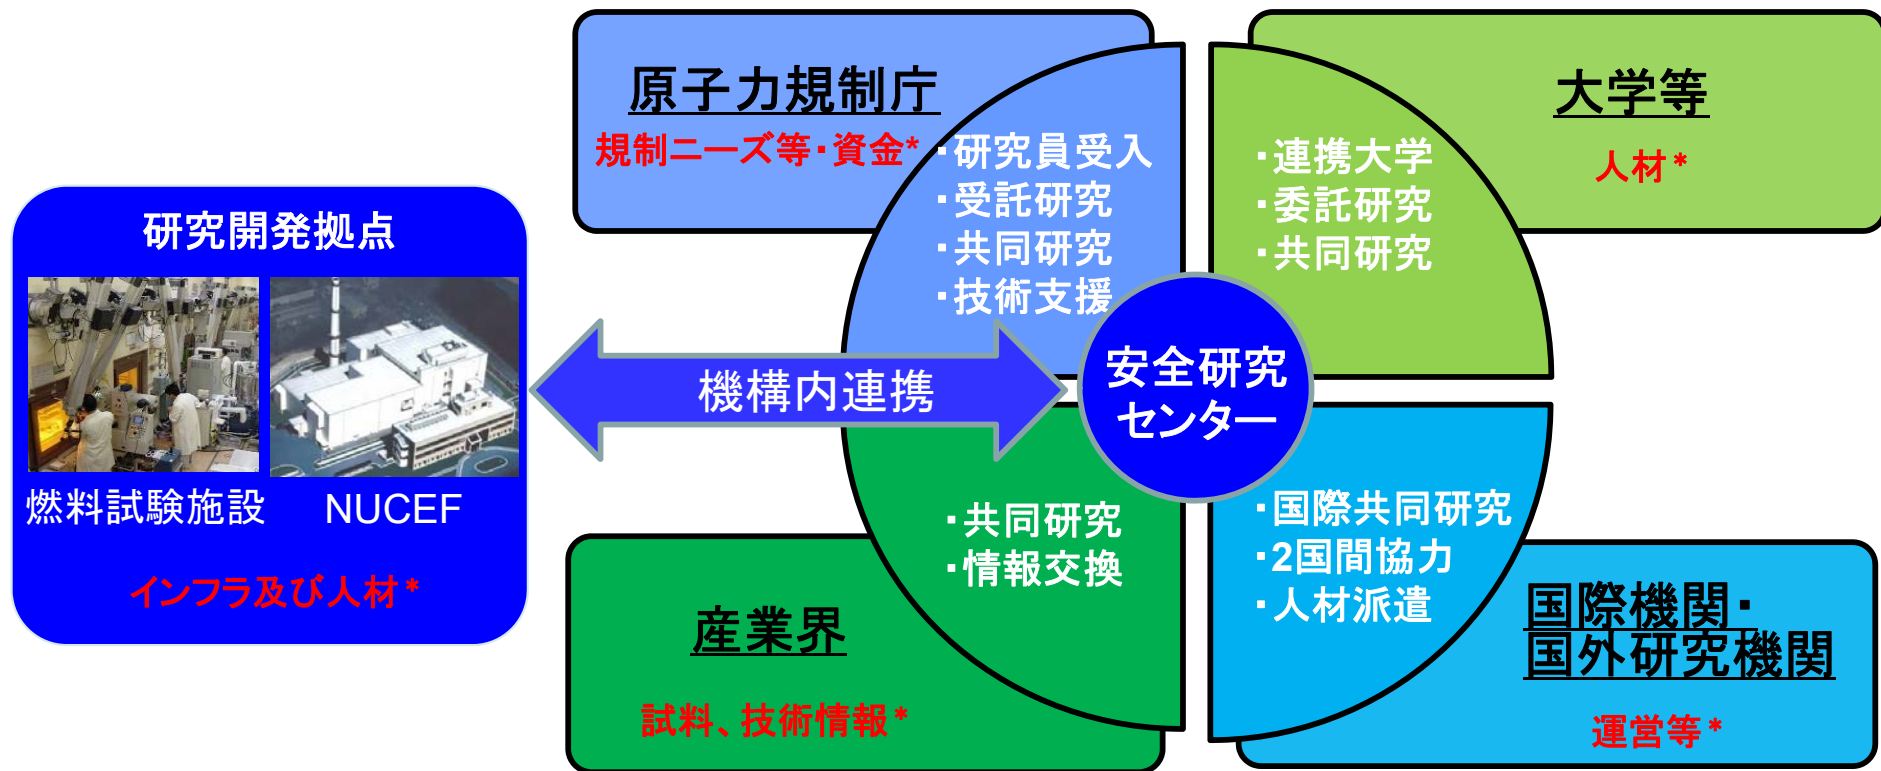 原子力規制庁
規制ニーズ等・資金*
・研究員受入
・受託研究
・共同研究
・技術支援
大学等
人材*
・連携大学
・委託研究
・共同研究
研究開発拠点
燃料試験施設
NUCEF
インフラ及び人材*
機構内連携
安全研究
センター
・共同研究
・情報交換
産業界
試料、技術情報*
・国際共同研究
・2国間協力
・人材派遣
国際機関・
国外研究機関
運営等*